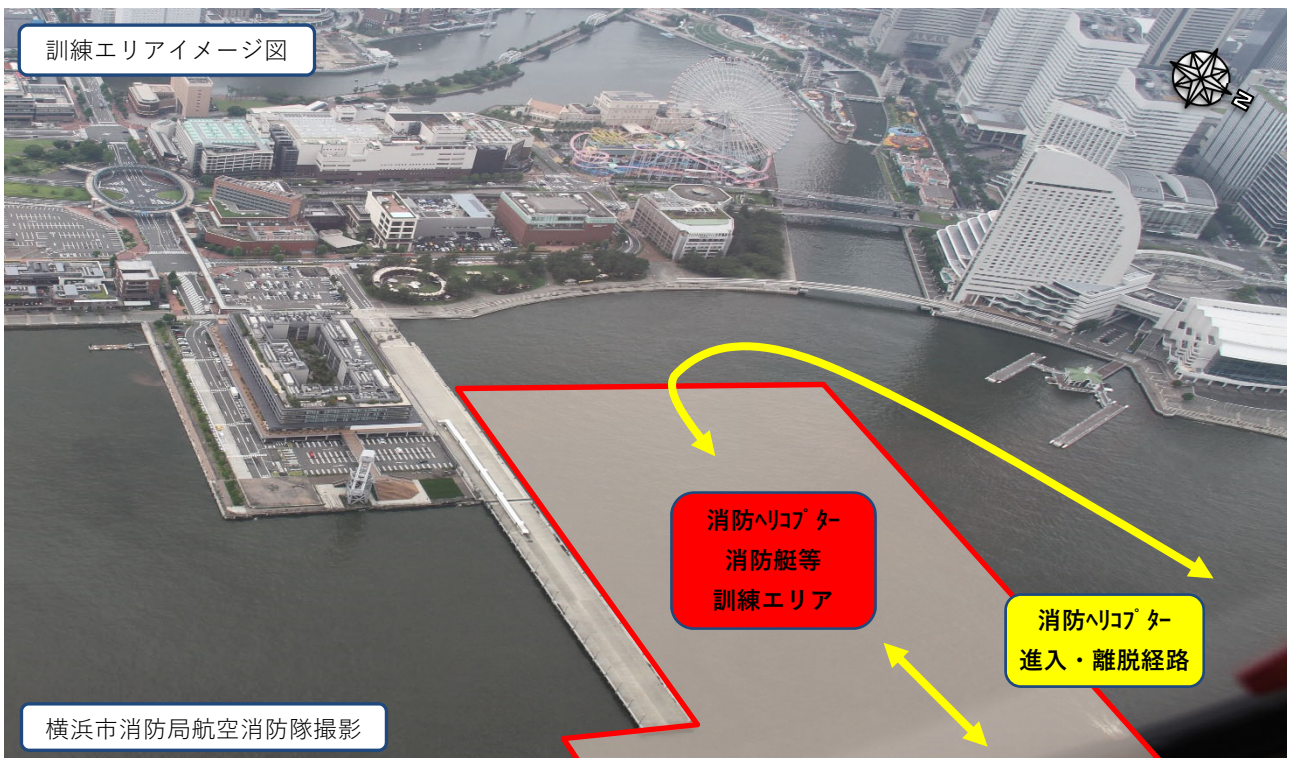 訓練エリアイメージ図
N
消防ﾍﾘｺﾌﾟﾀｰ
消防艇等
訓練エリア
消防ﾍﾘｺﾌﾟﾀｰ
進入・離脱経路
横浜市消防局航空消防隊撮影